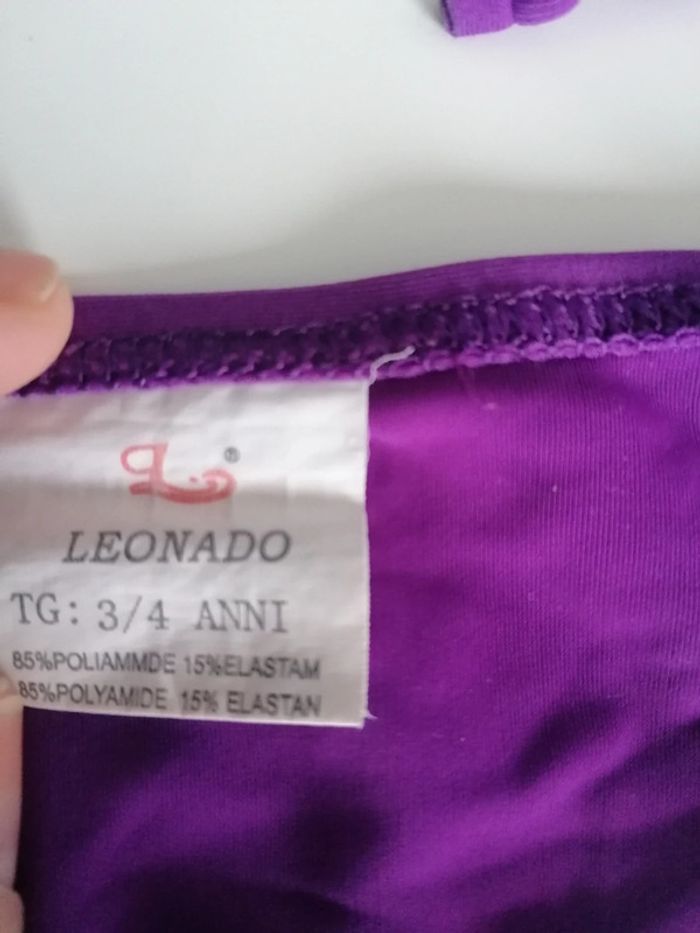 ®
LEONADO
TG: 3/4 ANNI
85%POLIAMMDE 15%ELASTAM
85%POLYAMIDE 15% ELASTAN